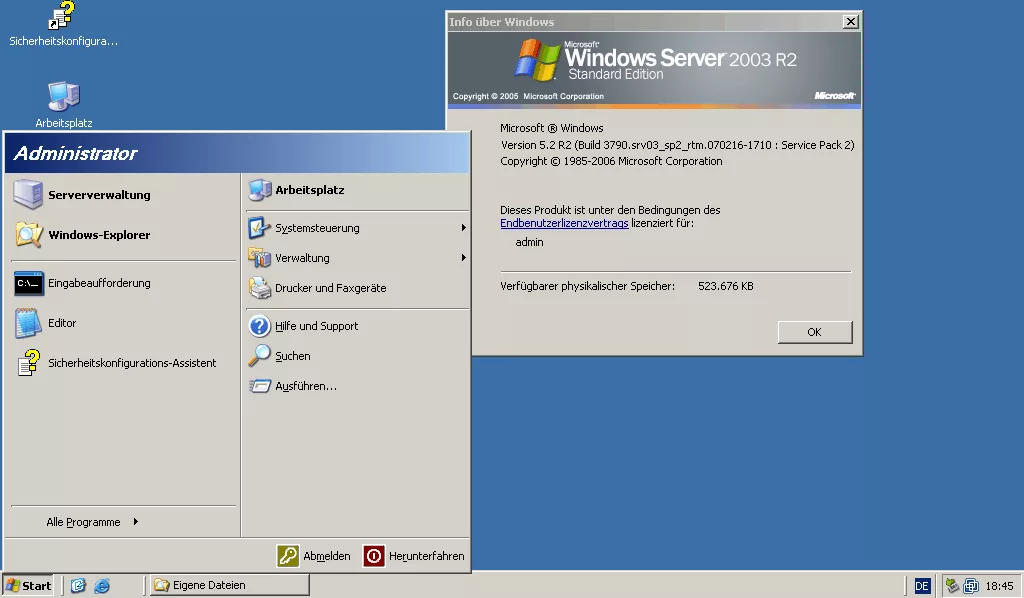 Sicherheitskonfigura...
Arbeitsplatz
Info über Windows
Microsoft®
Windows Server 2003 R2
Standard Edition
Copyright © 2005 Microsoft Corporation
Microsoft®
Microsoft ® Windows
Version 5.2 R2 (Build 3790.srv03_sp2_rtm.070216-1710 : Service Pack 2)
Copyright © 1985-2006 Microsoft Corporation
Dieses Produkt ist unter den Bedingungen des
Endbenutzerlizenzvertrags lizenziert für:
admin
Verfügbarer physikalischer Speicher: 523.676 KB
OK
Administrator
Serververwaltung
Windows-Explorer
C:\_
Eingabeaufforderung
Editor
Sicherheitskonfigurations-Assistent
Alle Programme
Arbeitsplatz
Systemsteuerung
Verwaltung
Drucker und Faxgeräte
Hilfe und Support
Suchen
Ausführen...
Abmelden
Herunterfahren
Start
Eigene Dateien
DE
18:45